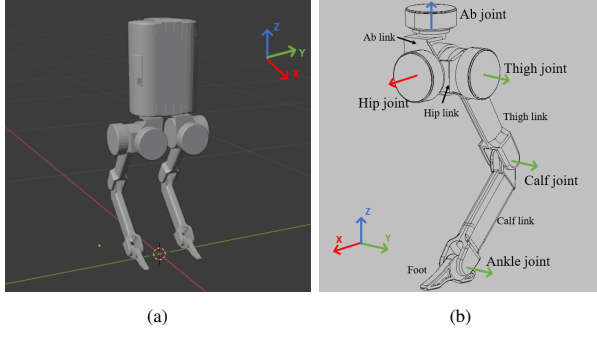 Z
Y
X
Ab joint
Ab link
Thigh joint
Hip joint
Hip link
Thigh link
Calf joint
Calf link
Z
X
Y
Foot
Ankle joint
(a)
(b)